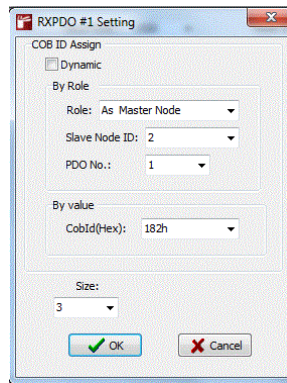 RXPDO #1 Setting
COB ID Assign
Dynamic
By Role
Role: As Master Node
Slave Node ID: 2
PDO No.: 1
By value
CobId(Hex): 182h
Size:
3
OK Cancel